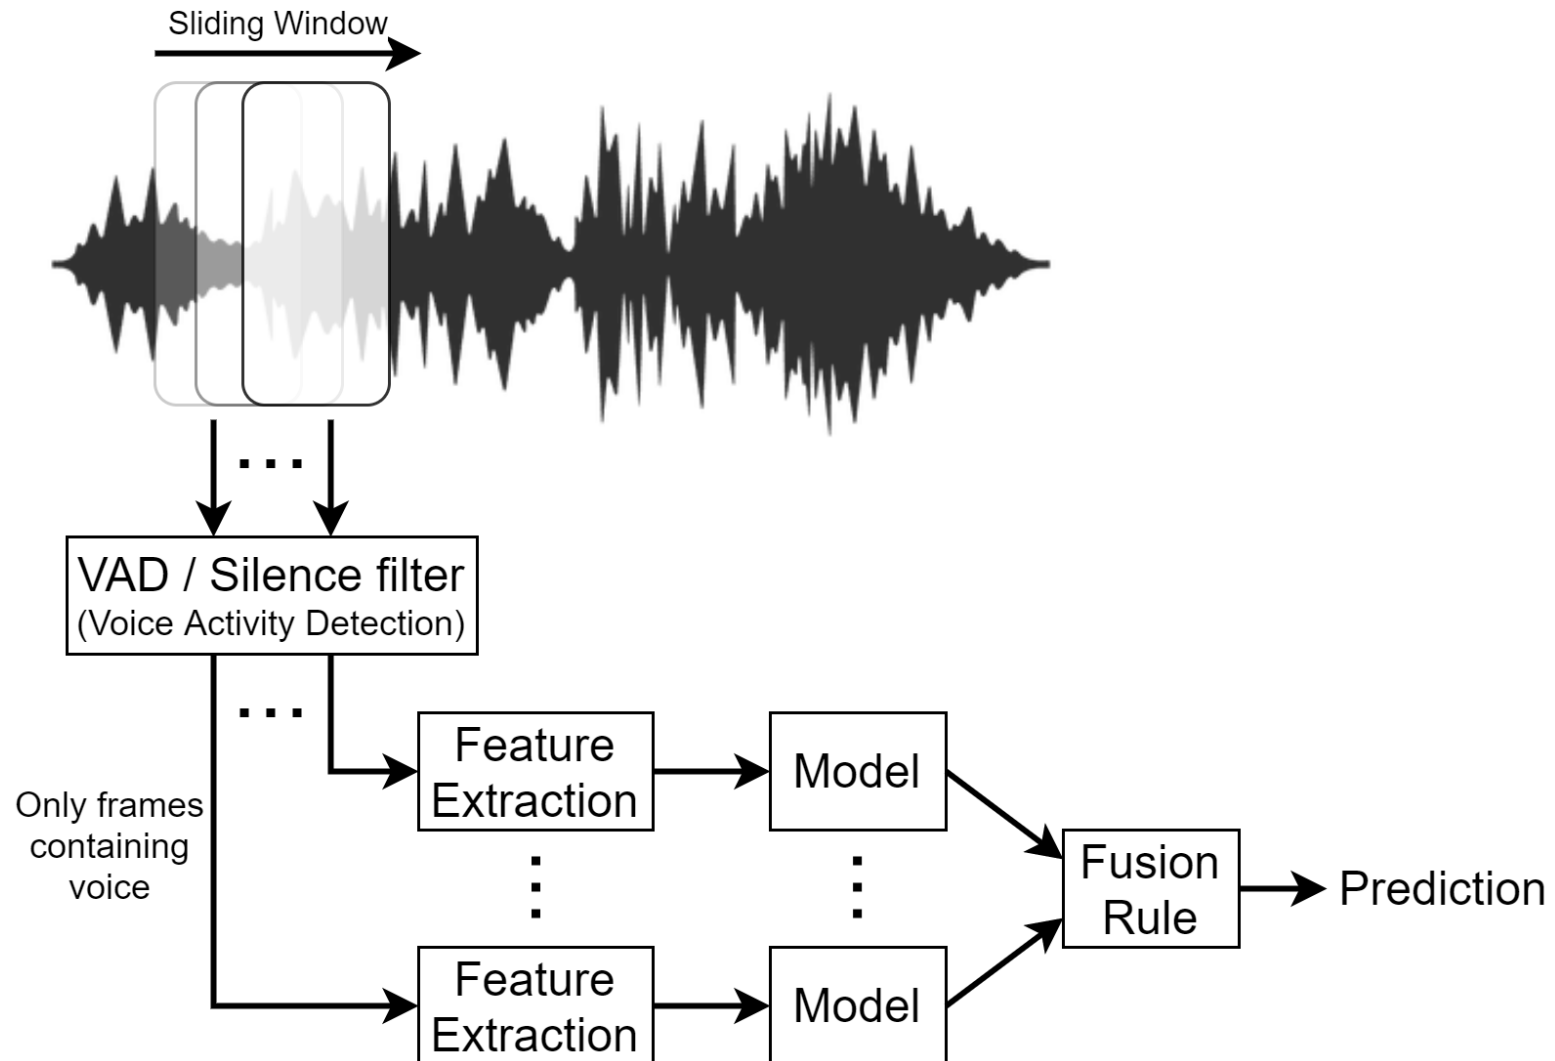 Sliding Window
VAD / Silence filter
(Voice Activity Detection)
Only frames
containing
voice
Feature
Extraction
Model
Feature
Extraction
Model
Fusion
Rule
Prediction